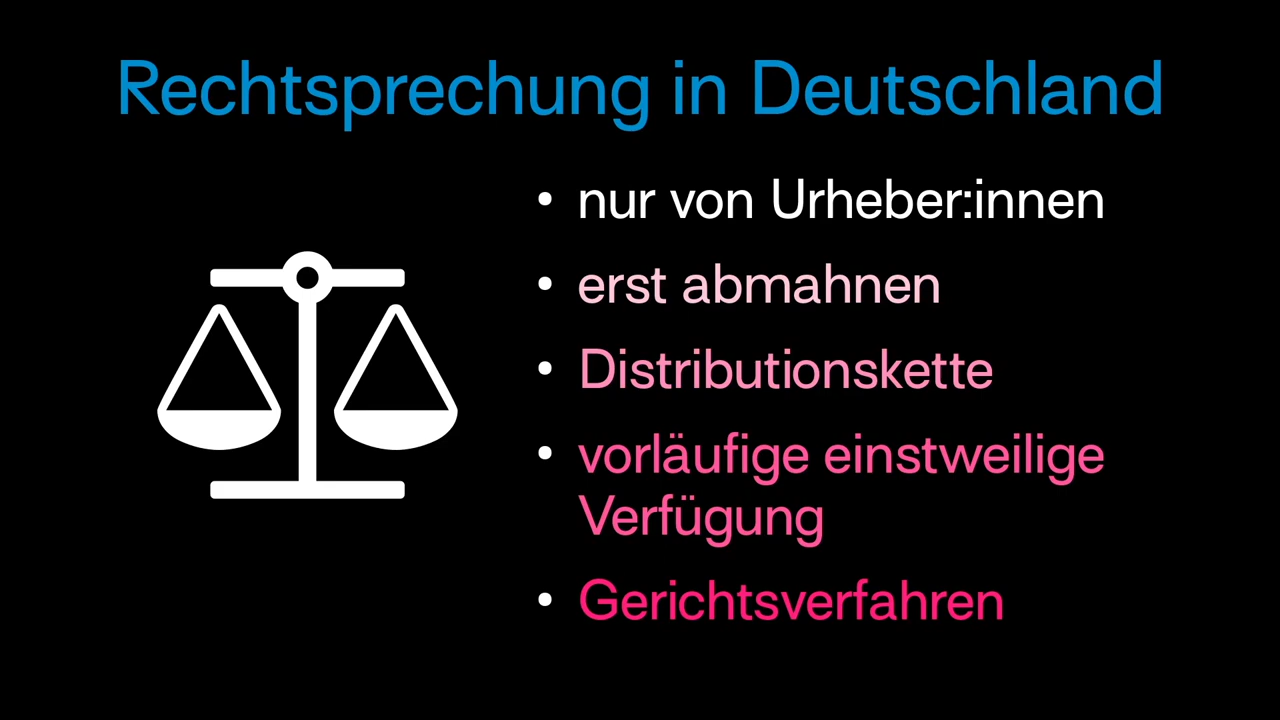 Rechtsprechung in Deutschland
• nur von Urheber:innen
• erst abmahnen
• Distributionskette
• vorläufige einstweilige
Verfügung
• Gerichtsverfahren